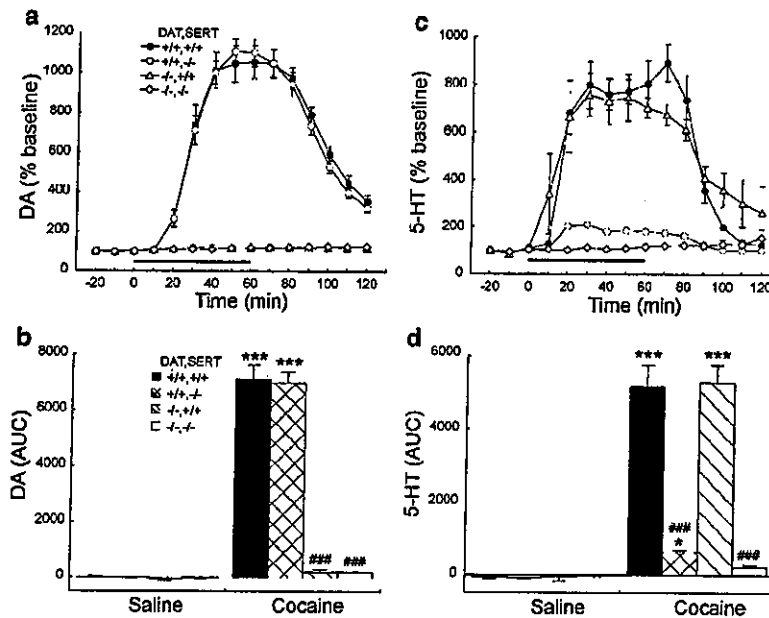 a
DAT,SERT
+/+,+/+
+/+,-/-
-/-,+/+
-/-,-/-
DA (% baseline)
1200
1000
800
600
400
200
0
-20 0 20 40 60 80 100 120
Time (min)
c
5-HT (% baseline)
1000
800
600
400
200
0
-20 0 20 40 60 80 100 120
Time (min)
b
DAT,SERT
+/+,+/+
+/+,-/-
-/-,+/+
-/-,-/-
DA (AUC)
8000
6000
4000
2000
0
*** ***
### ###
Saline Cocaine
d
5-HT (AUC)
6000
4000
2000
0
*** ***
###
*
###
Saline Cocaine